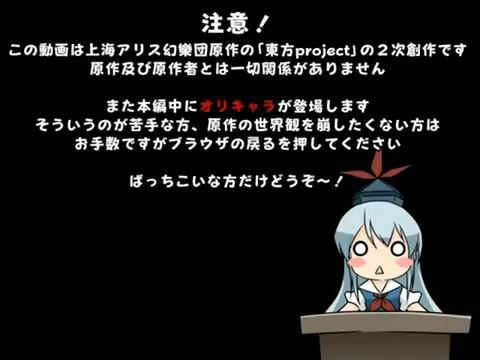 注意！
この動画は上海アリス幻樂団原作の「東方project」の２次創作です
原作及び原作者とは一切関係がありません
また本編中にオリキャラが登場します
そういうのが苦手な方、原作の世界観を崩したくない方は
お手数ですがブラウザの戻るを押してください
ばっちこいな方だけどうぞ～！